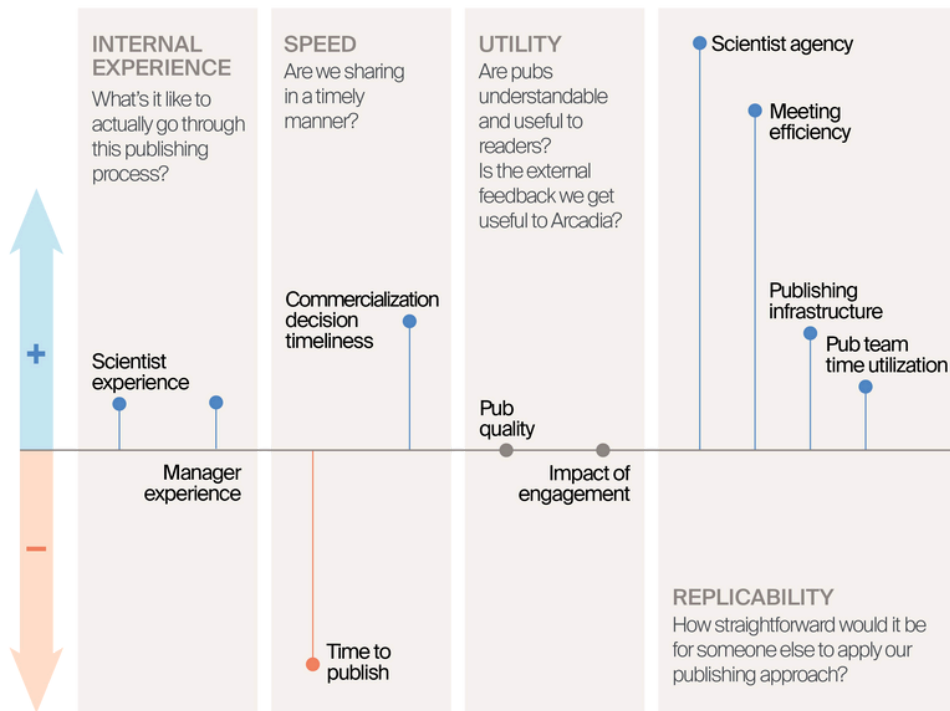 INTERNAL
EXPERIENCE
What's it like to
actually go through
this publishing
process?
Scientist
experience
Manager
experience
SPEED
Are we sharing
in a timely
manner?
Commercialization
decision
timeliness
Time to
publish
UTILITY
Are pubs
understandable
and useful to
readers?
Is the external
feedback we get
useful to Arcadia?
Pub
quality
Impact of
engagement
Scientist agency
Meeting
efficiency
Publishing
infrastructure
Pub team
time utilization
REPLICABILITY
How straightforward would it be
for someone else to apply our
publishing approach?
+
−